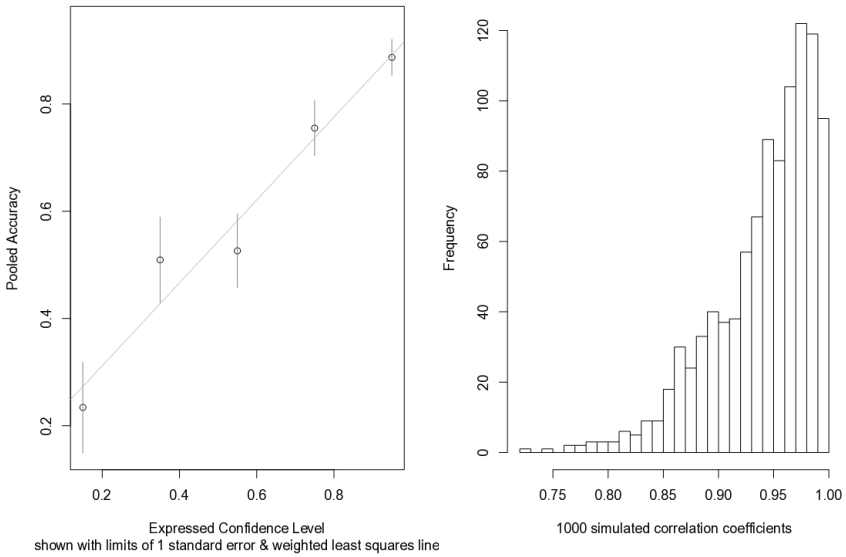 Pooled Accuracy
0.8
0.6
0.4
0.2
0.2 0.4 0.6 0.8
Expressed Confidence Level
shown with limits of 1 standard error & weighted least squares line
Frequency
120
100
80
60
40
20
0
0.75 0.80 0.85 0.90 0.95 1.00
1000 simulated correlation coefficients